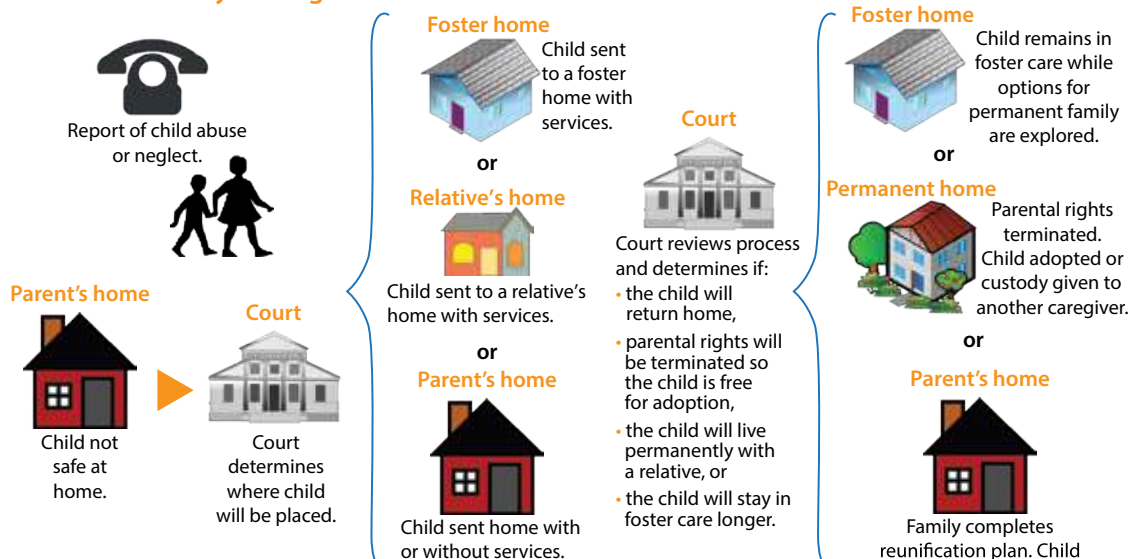 Report of child abuse
or neglect.
Parent's home
Child not
safe at
home.
Court
Court
determines
where child
will be placed.
Foster home
Child sent
to a foster
home with
services.
or
Relative's home
Child sent to a relative's
home with services.
or
Parent's home
Child sent home with
or without services.
Court
Court reviews process
and determines if:
• the child will
return home,
• parental rights will
be terminated so
the child is free
for adoption,
• the child will live
permanently with
a relative, or
• the child will stay in
foster care longer.
Foster home
Child remains in
foster care while
options for
permanent family
are explored.
or
Permanent home
Parental rights
terminated.
Child adopted or
custody given to
another caregiver.
or
Parent's home
Family completes
reunification plan. Child